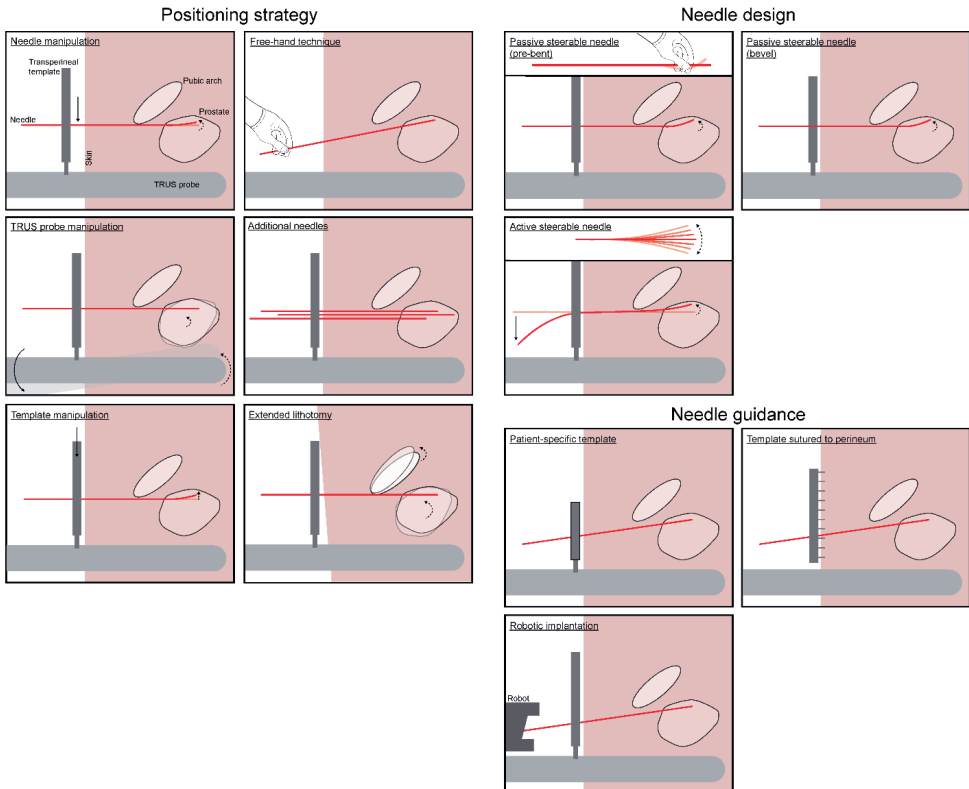 Positioning strategy
Needle manipulation
Transperineal
template
Pubic arch
Prostate
Needle
Skin
TRUS probe
Free-hand technique
TRUS probe manipulation
Additional needles
Template manipulation
Extended lithotomy
Needle design
Passive steerable needle
(pre-bent)
Passive steerable needle
(bevel)
Active steerable needle
Needle guidance
Patient-specific template
Template sutured to perineum
Robotic implantation
Robot